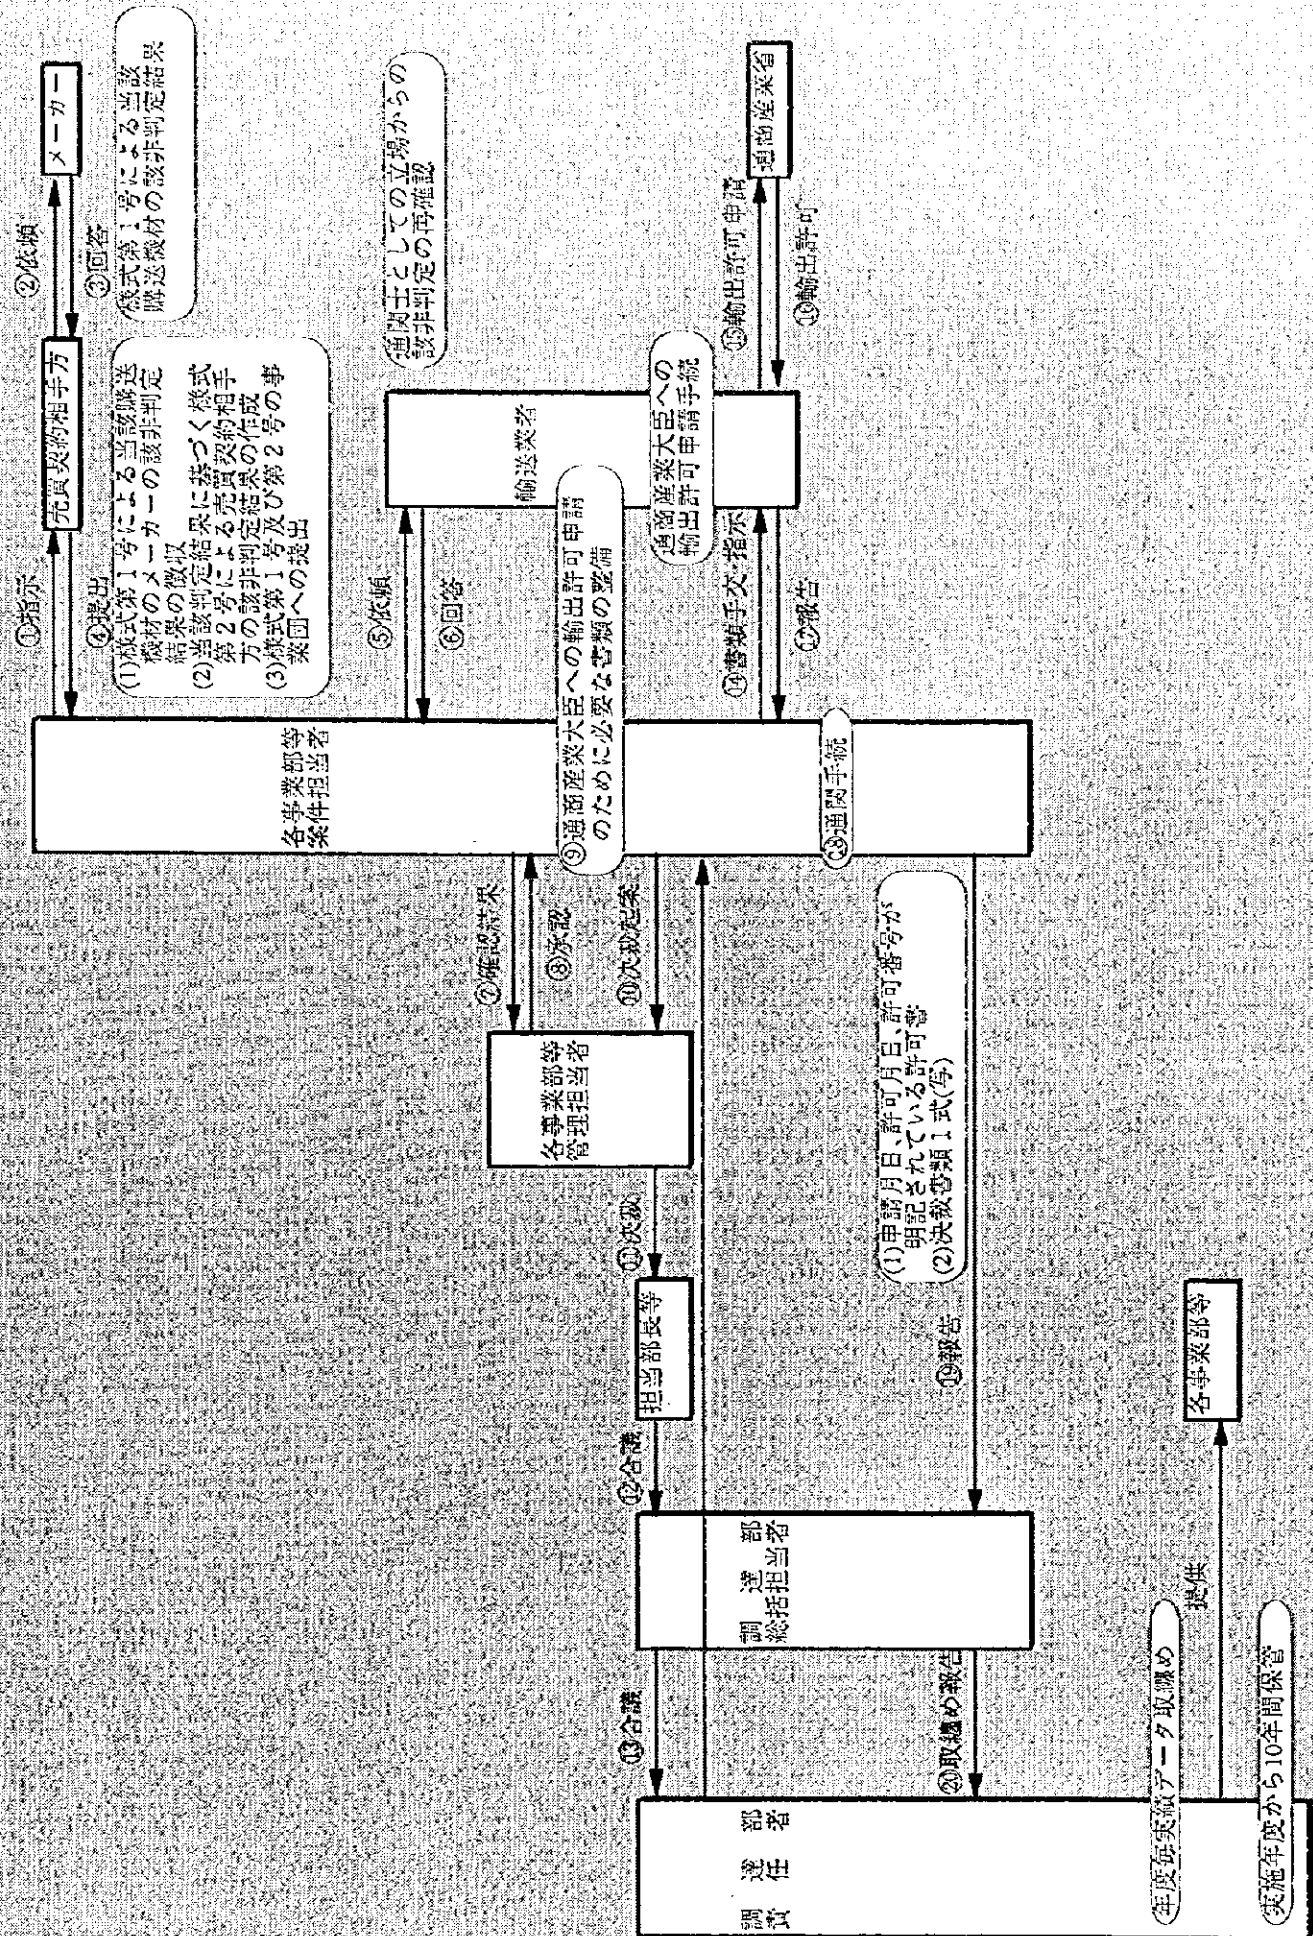 メーカー
②依頼
③回答
様式第1号による当該
購送機材の該非判定結果
売買契約相手方
①指示
④提出
(1)様式第1号による当該購送
機材のメーカーの該非判定
結果の徴収
(2)当該判定結果に基づく様式
第2号による売買契約相手
方の該非判定結果の作成
(3)様式第1号及び第2号の事
業団への提出
各事業部等
案件担当者
⑤依頼
⑥回答
通関士としての立場からの
該非判定の再確認
輸送業者
⑦確認結果
⑧承認
各事業部等
管理担当者
⑨通商産業大臣への輸出許可申請
のために必要な書類の整備
⑩決裁起案
⑪決裁
担当部長等
⑫合議
調達部
総括担当者
⑬合議
調達部
責任者
⑭書類手交・指示
通商産業大臣への
輸出許可申請手続
⑮輸出許可申請
⑯輸出許可
通商産業省
⑰報告
⑱通関手続
(1)申請月日、許可月日、許可番号が
明記されている許可書
(2)決裁書類1式(写)
⑲報告
⑳取纏め報告
年度毎実績データ取纏め
提供
各事業部等
実施年度から10年間保管